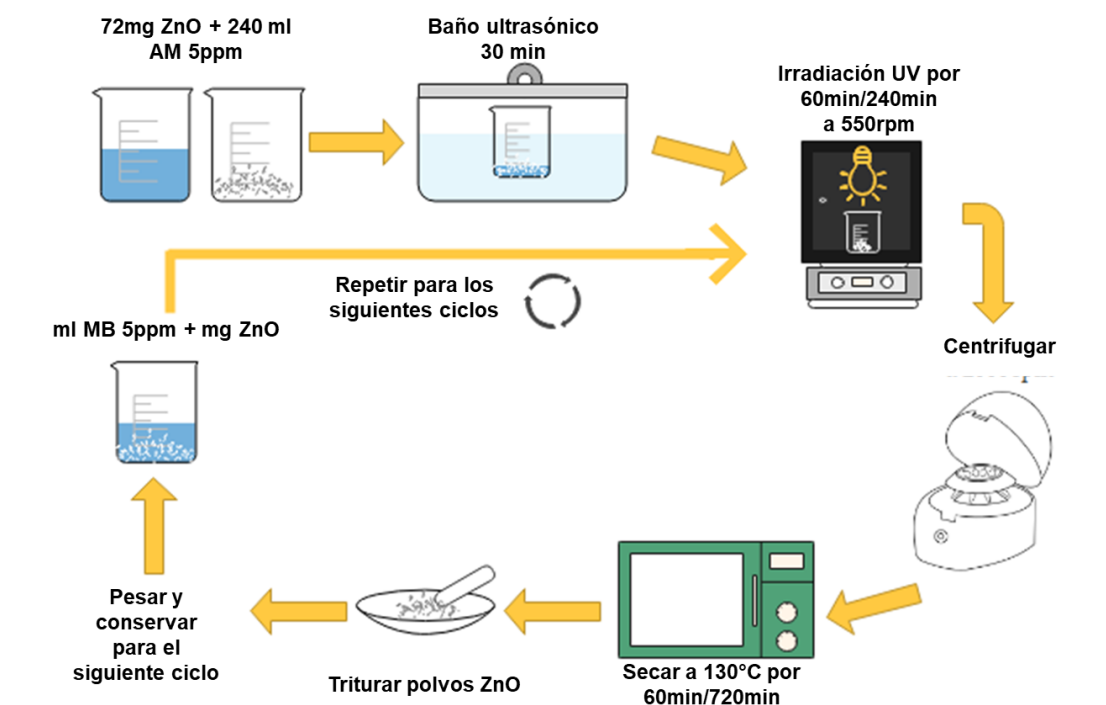 72mg ZnO + 240 ml
AM 5ppm
Baño ultrasónico
30 min
Irradiación UV por
60min/240min
a 550rpm
Repetir para los
siguientes ciclos
ml MB 5ppm + mg ZnO
Centrifugar
Pesar y
conservar
para el
siguiente ciclo
Triturar polvos ZnO
Secar a 130°C por
60min/720min